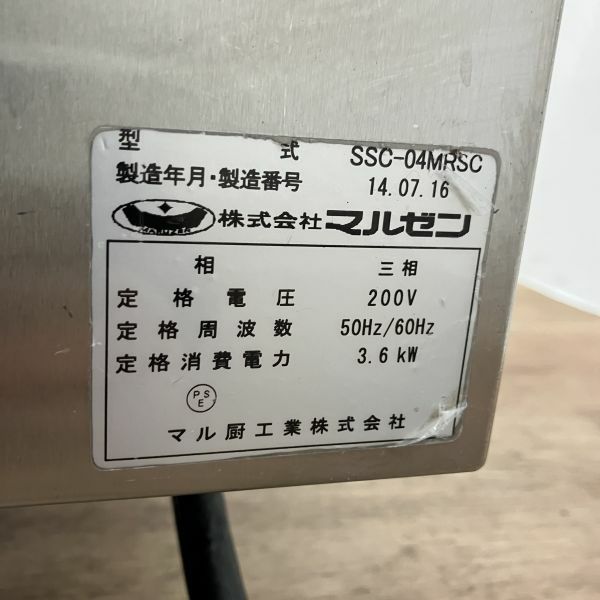 型式 SSC-04MRSC
製造年月・製造番号 14.07.16
MARUZEN 株式会社マルゼン
相 三相
定格電圧 200V
定格周波数 50Hz/60Hz
定格消費電力 3.6kW
PS
E
マル厨工業株式会社